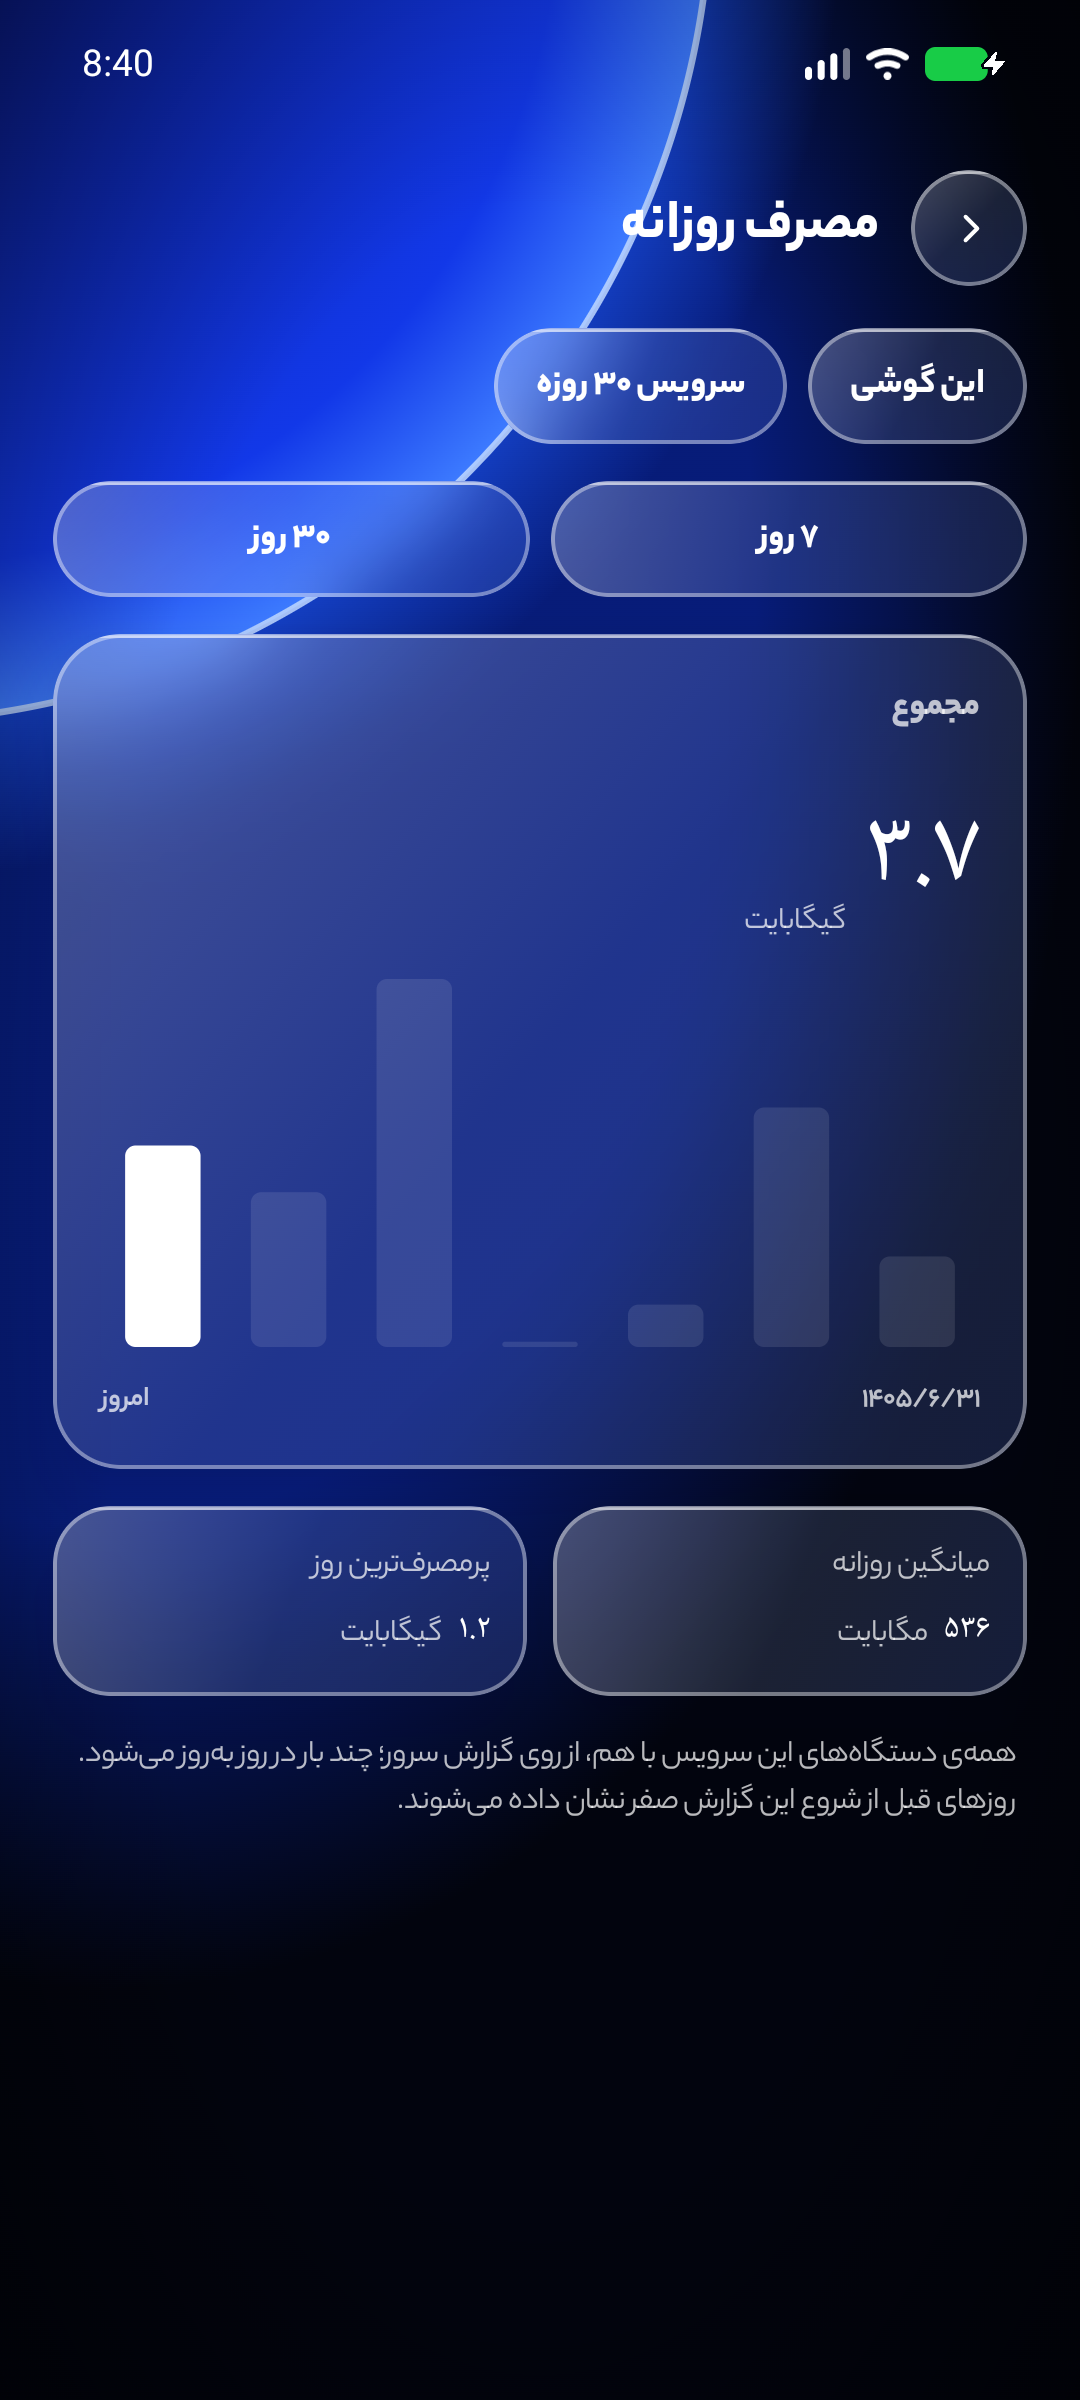 8:40
مصرف روزانه
این گوشی
سرویس ۳۰ روزه
۷ روز
۳۰ روز
مجموع
۳.۷
گیگابایت
۱۴۰۵/۶/۳۱
امروز
میانگین روزانه
۵۳۶ مگابایت
پرمصرف‌ترین روز
۱.۲ گیگابایت
همه‌ی دستگاه‌های این سرویس با هم، از روی گزارش سرور؛ چند بار در روز به‌روز می‌شود.
روزهای قبل از شروع این گزارش صفر نشان داده می‌شوند.